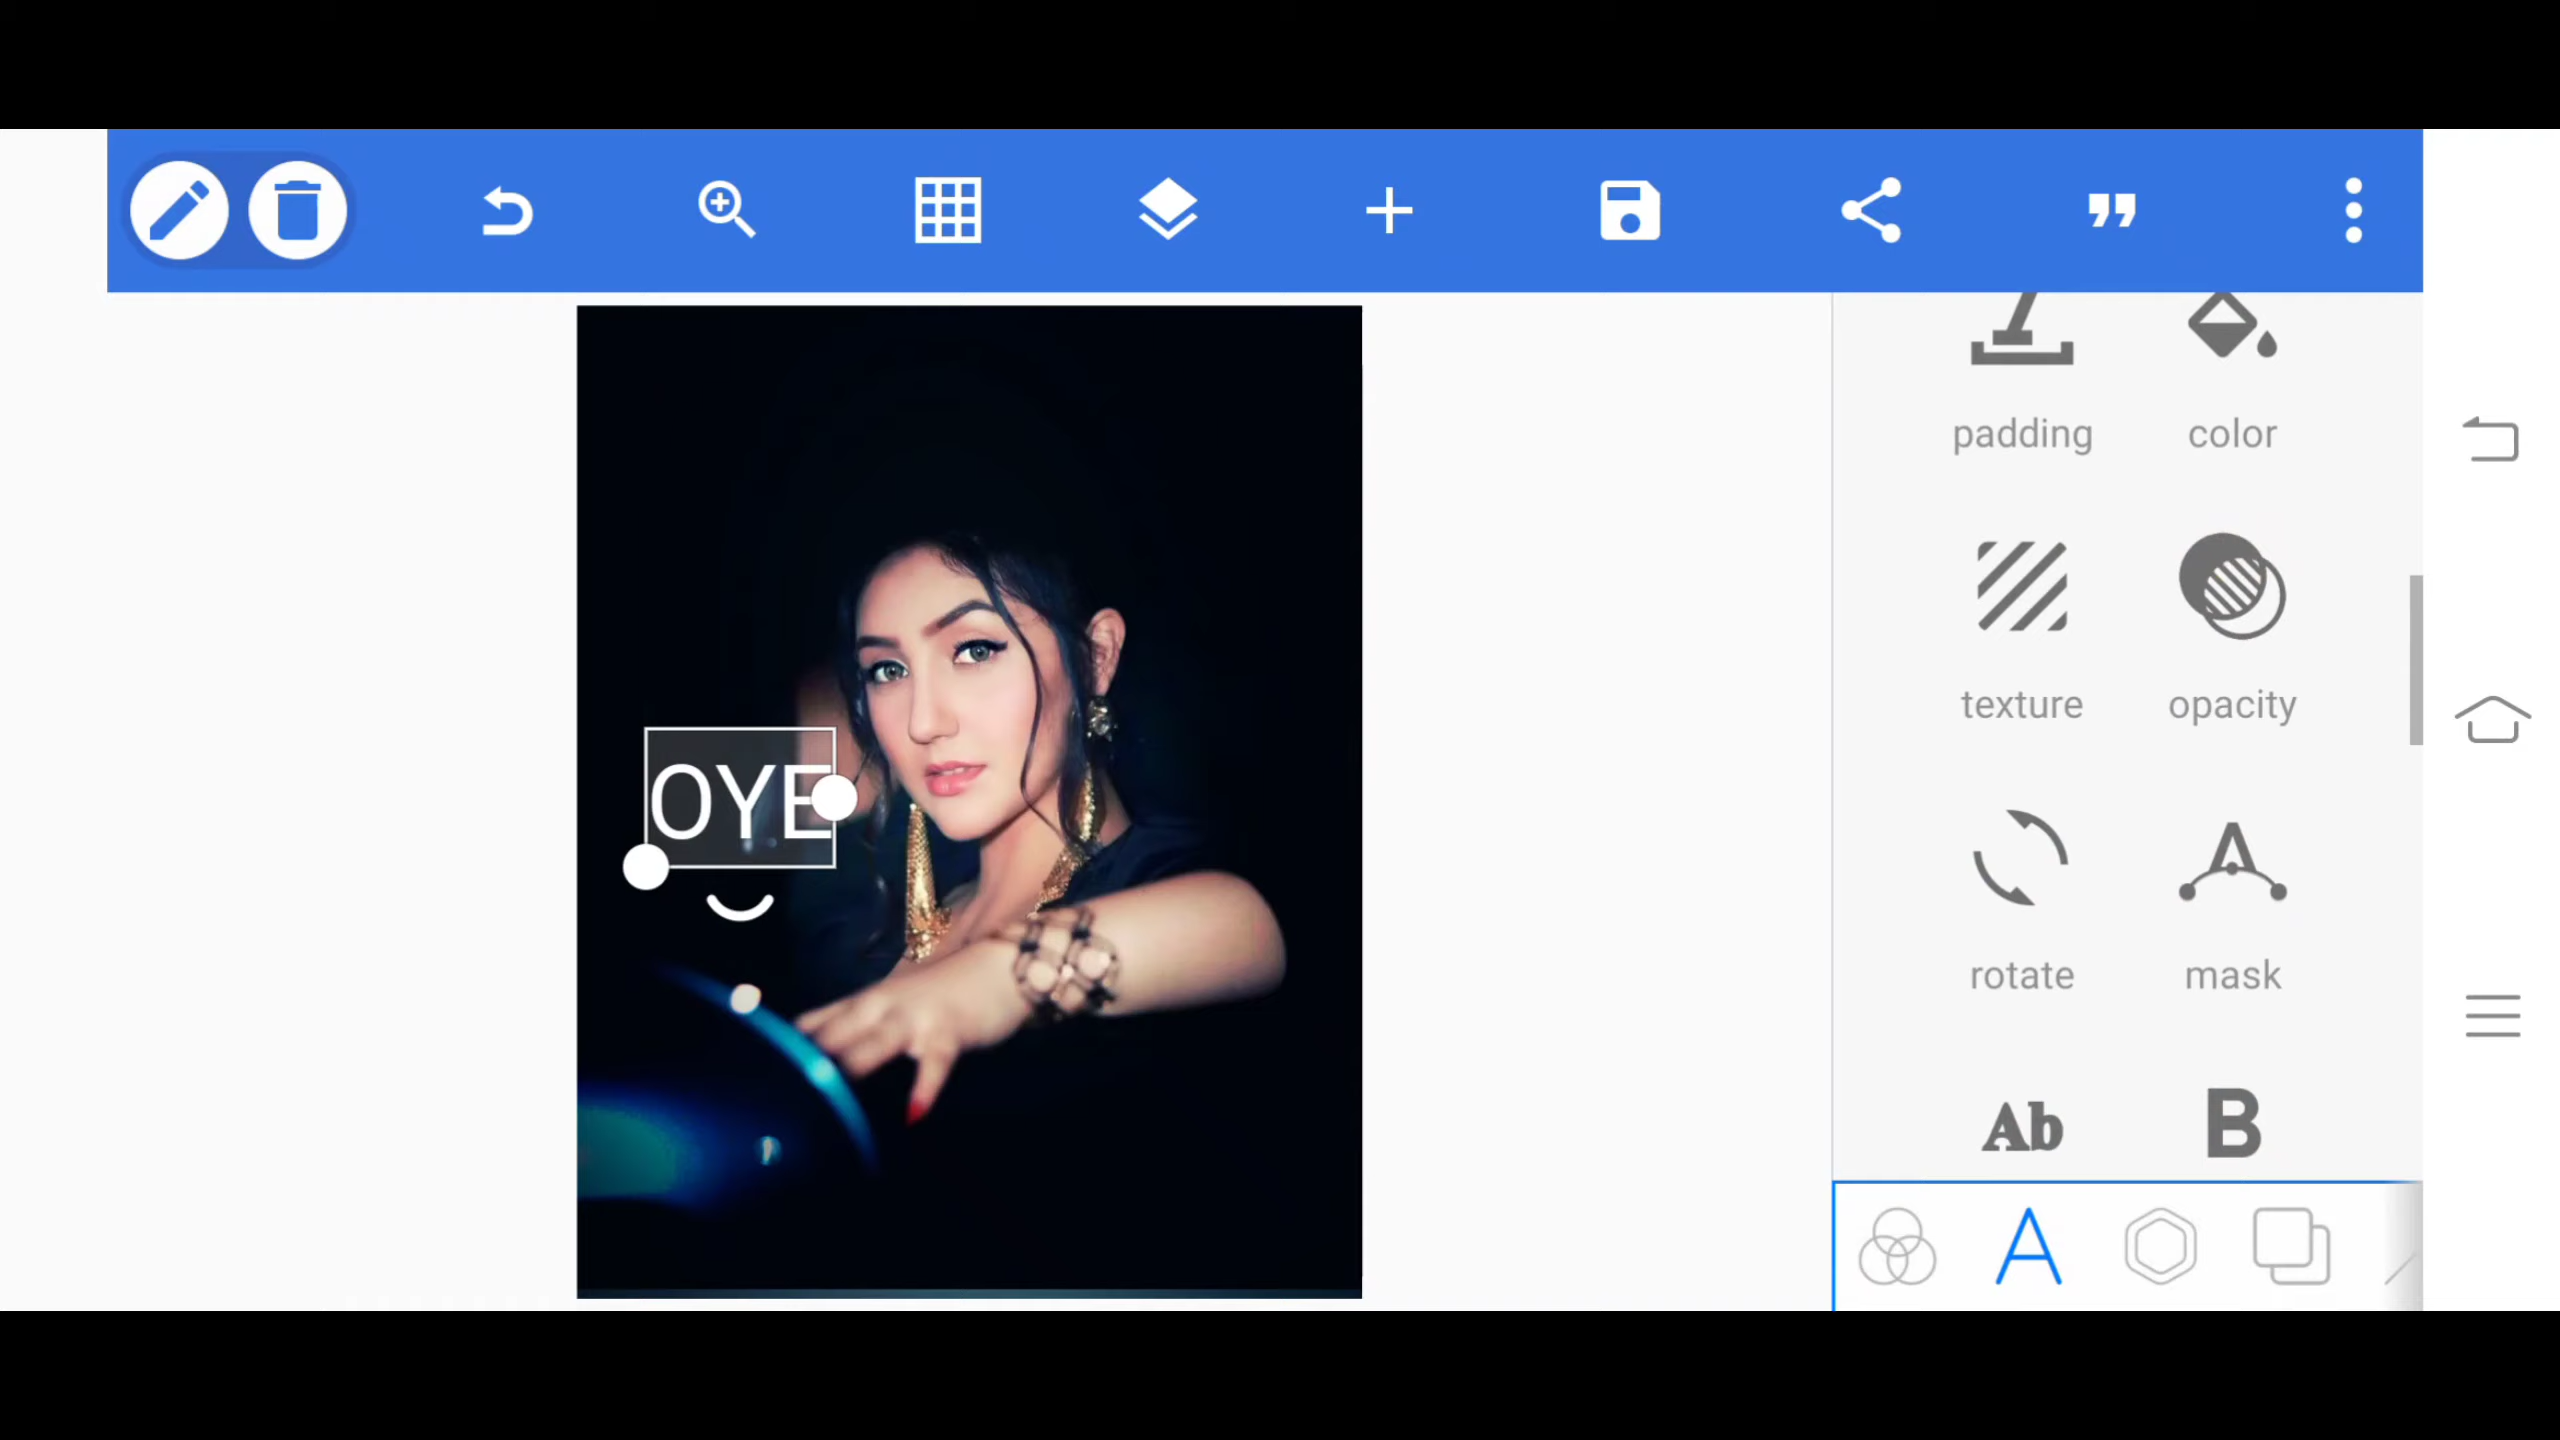 padding color
texture opacity
OYE
rotate mask
Ab B
A